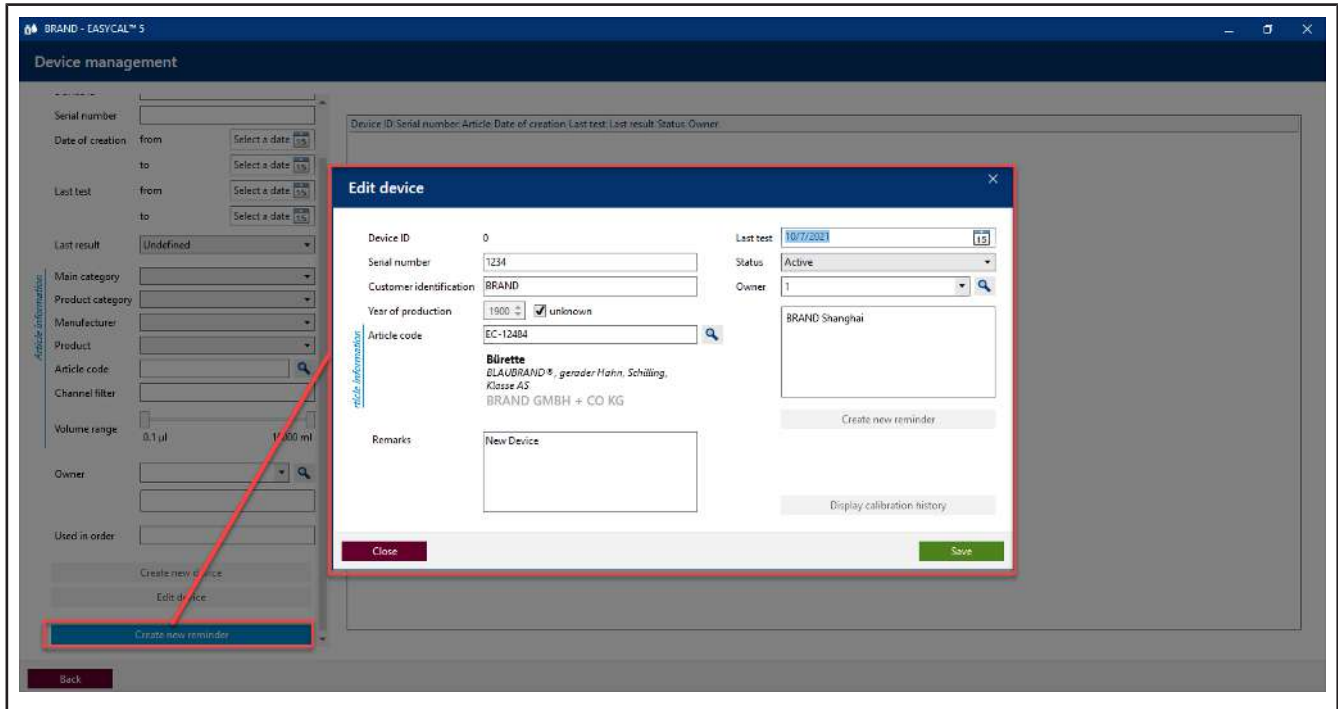 BRAND - EASYCAL™ 5
Device management
Serial number
Date of creation from Select a date 15
to Select a date 15
Last test from Select a date 15
to Select a date 15
Last result Undefined
Article information
Main category
Product category
Manufacturer
Product
Article code
Channel filter
Volume range
0.1 µl ml
Owner
Used in order
Create new
Edit device
Create new reminder
Back
Device ID Serial number Article Date of creation Last test Last result Status Owner
Edit device
Device ID 0
Serial number 1234
Customer identification BRAND
Year of production 1900 unknown
Article code EC-12484
Bürette
BLAUBRAND®, gerader Hahn, Schilling,
Klasse AS
BRAND GMBH + CO KG
Remarks New Device
Last test 10/7/2021 15
Status Active
Owner 1
BRAND Shanghai
Create new reminder
Display calibration history
Close
Save